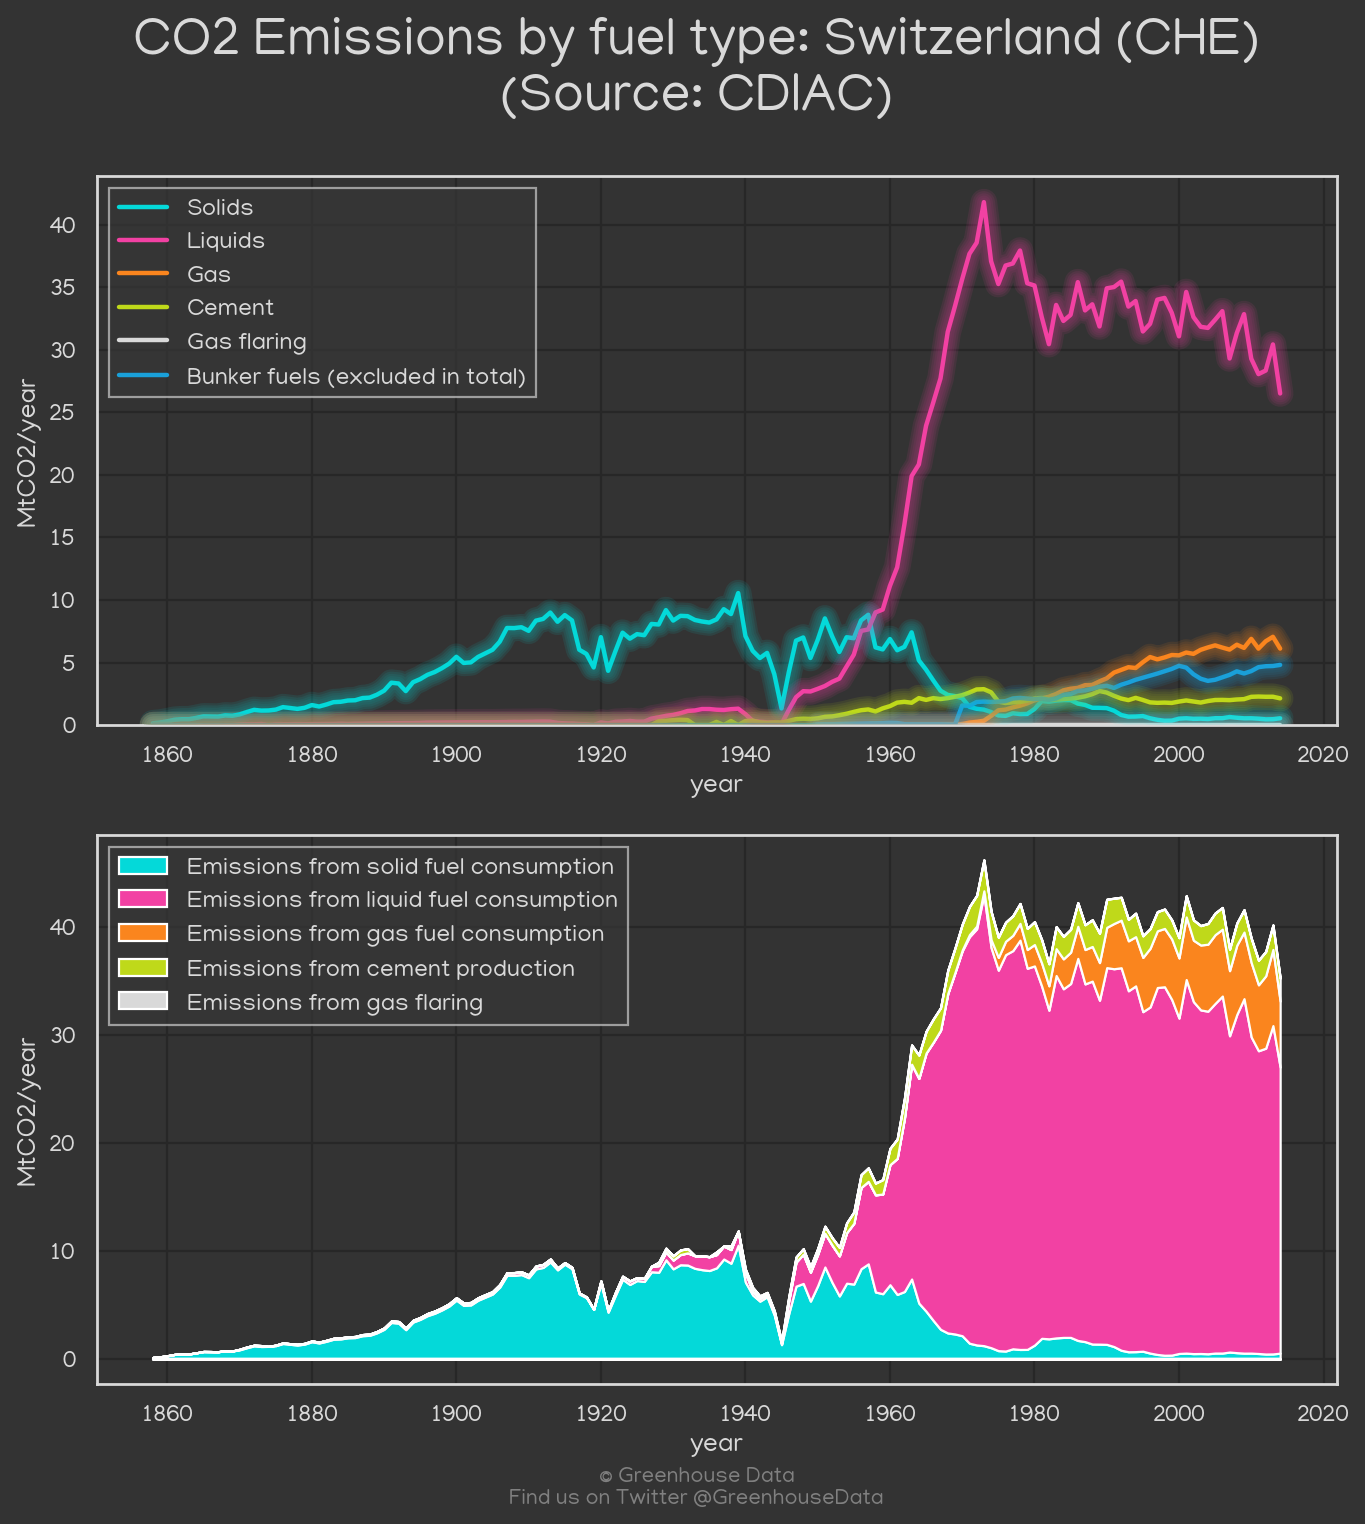 CO2 Emissions by fuel type: Switzerland (CHE)
(Source: CDIAC)
Solids
Liquids
Gas
Cement
Gas flaring
Bunker fuels (excluded in total)
MtCO2/year
40
35
30
25
20
15
10
5
0
1860 1880 1900 1920 1940 1960 1980 2000 2020
year
Emissions from solid fuel consumption
Emissions from liquid fuel consumption
Emissions from gas fuel consumption
Emissions from cement production
Emissions from gas flaring
MtCO2/year
40
30
20
10
0
1860 1880 1900 1920 1940 1960 1980 2000 2020
year
© Greenhouse Data
Find us on Twitter @GreenhouseData